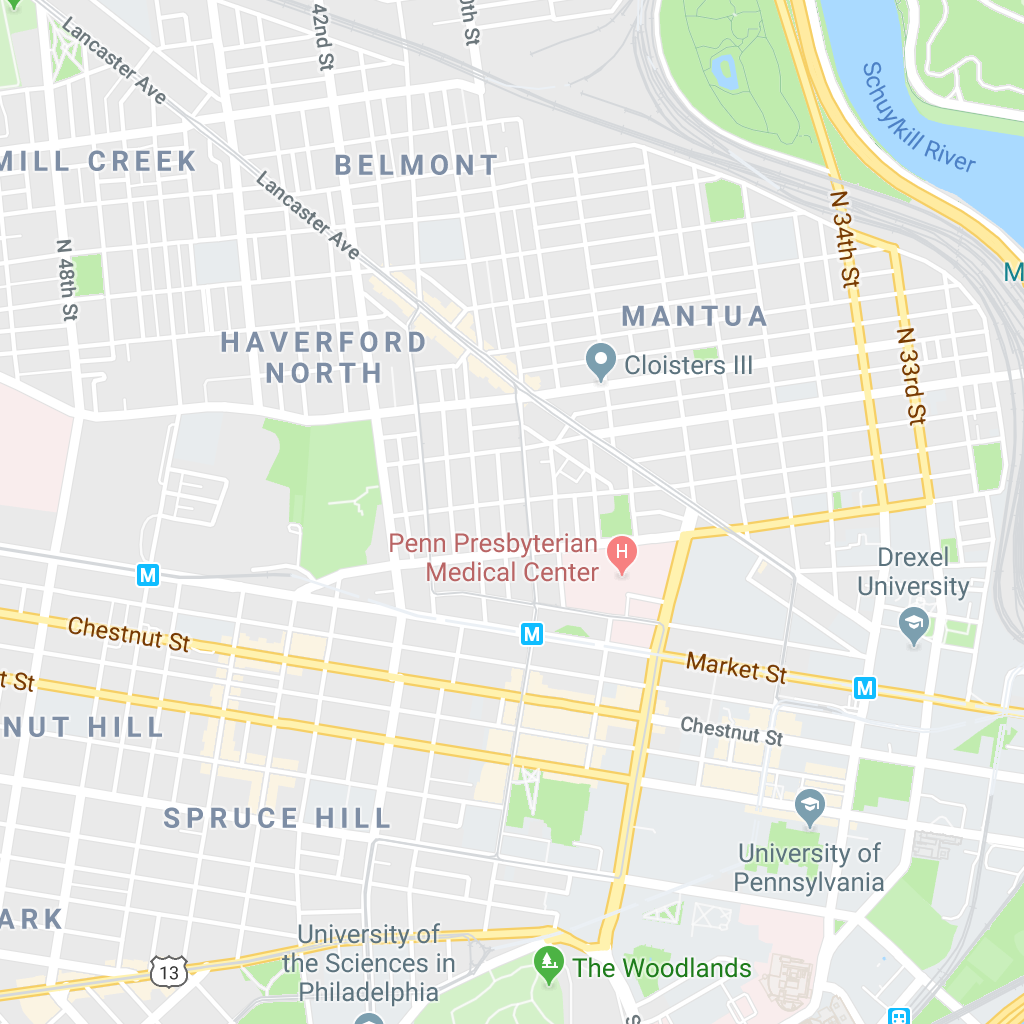 Lancaster Ave
42nd St
0th St
Schuylkill River
MILL CREEK
BELMONT
Lancaster Ave
N 34th St
N 48th St
M
MANTUA
HAVERFORD
NORTH
Cloisters III
N 33rd St
Penn Presbyterian
Medical Center
H
Drexel
University
M
M
Chestnut St
Market St
t St
M
NUT HILL
Chestnut St
SPRUCE HILL
University of
Pennsylvania
ARK
University of
the Sciences in
Philadelphia
13
The Woodlands
S